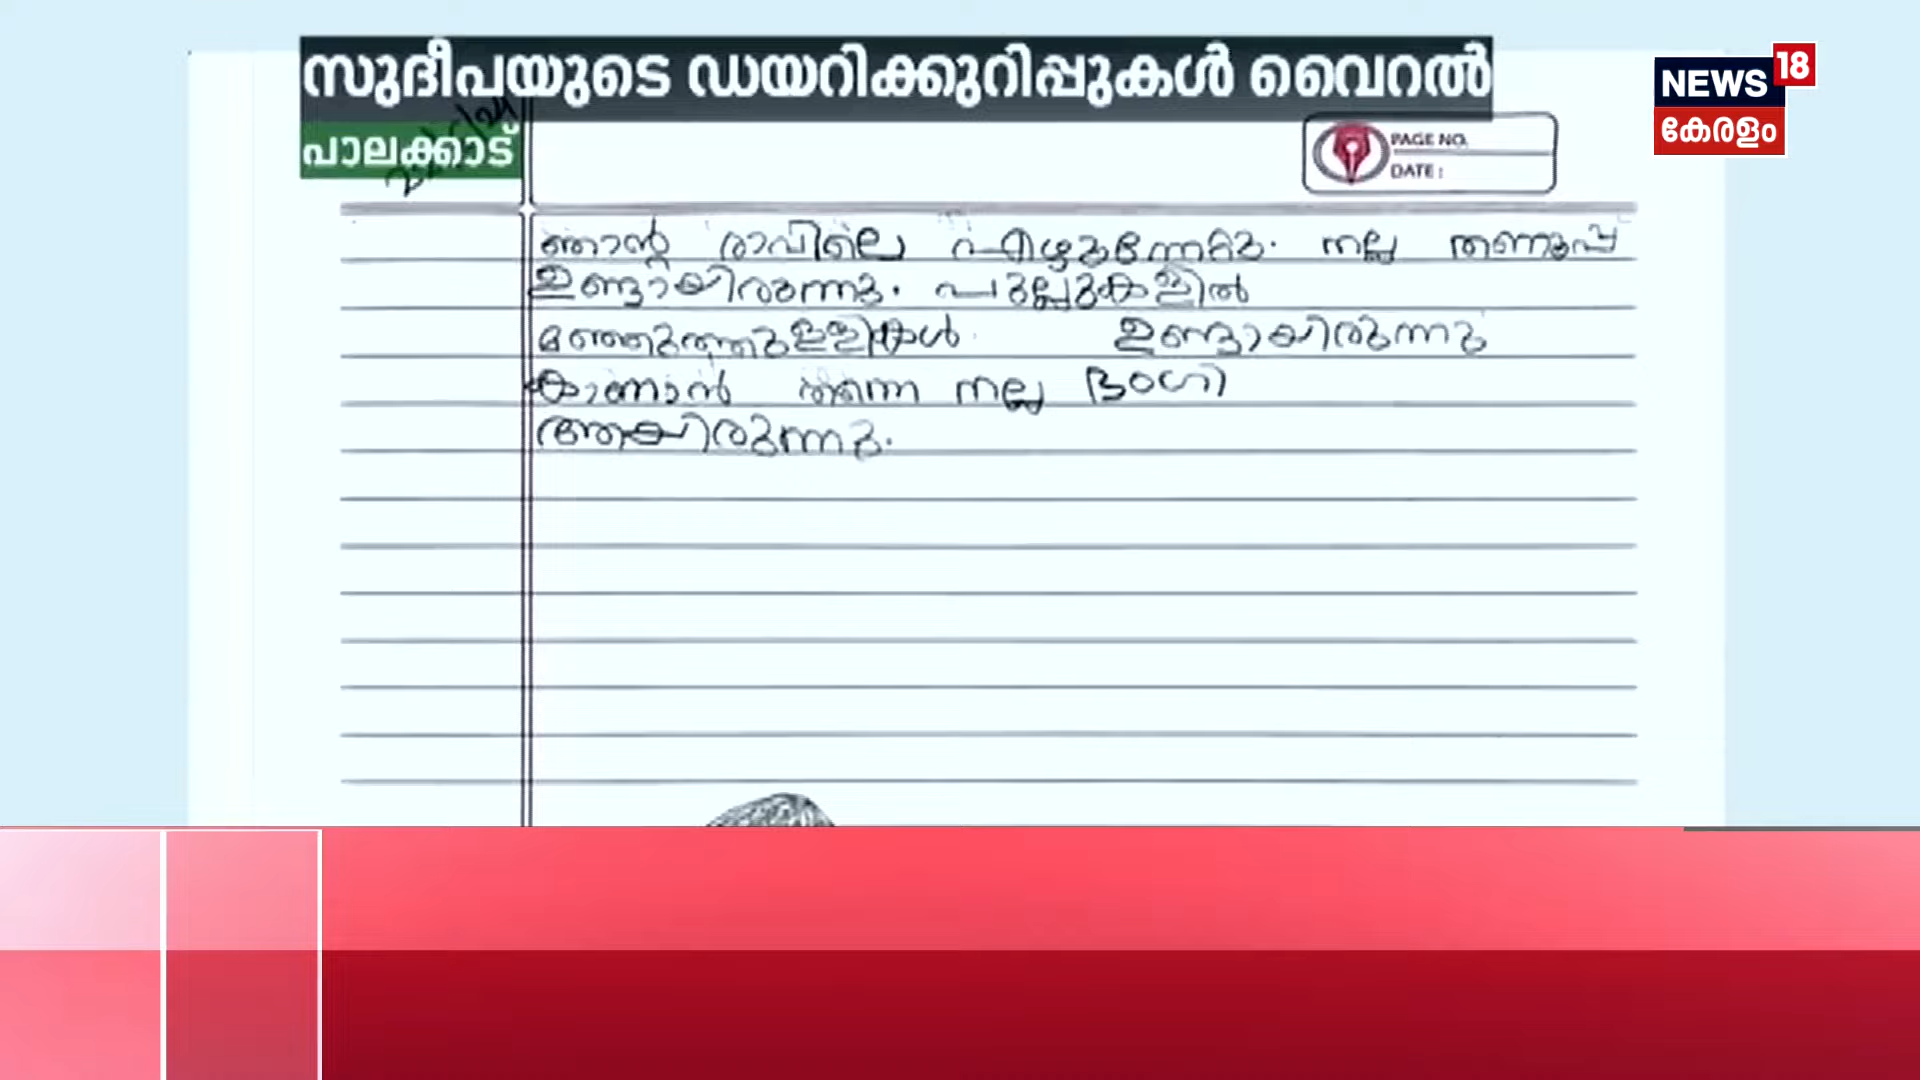 സുദീപയുടെ ഡയറിക്കുറിപ്പുകൾ വൈറൽ
NEWS 18
കേരളം
പാലക്കാട്
PAGE NO.
DATE :
ഞാൻ രാവിലെ എഴുന്നേറ്റു. നല്ല തണുപ്പ്
ഉണ്ടായിരുന്നു. പുല്ലുകളിൽ
മഞ്ഞുത്തുള്ളികൾ ഉണ്ടായിരുന്നു
കാണാൻ തന്നെ നല്ല ഭംഗി
ആയിരുന്നു.